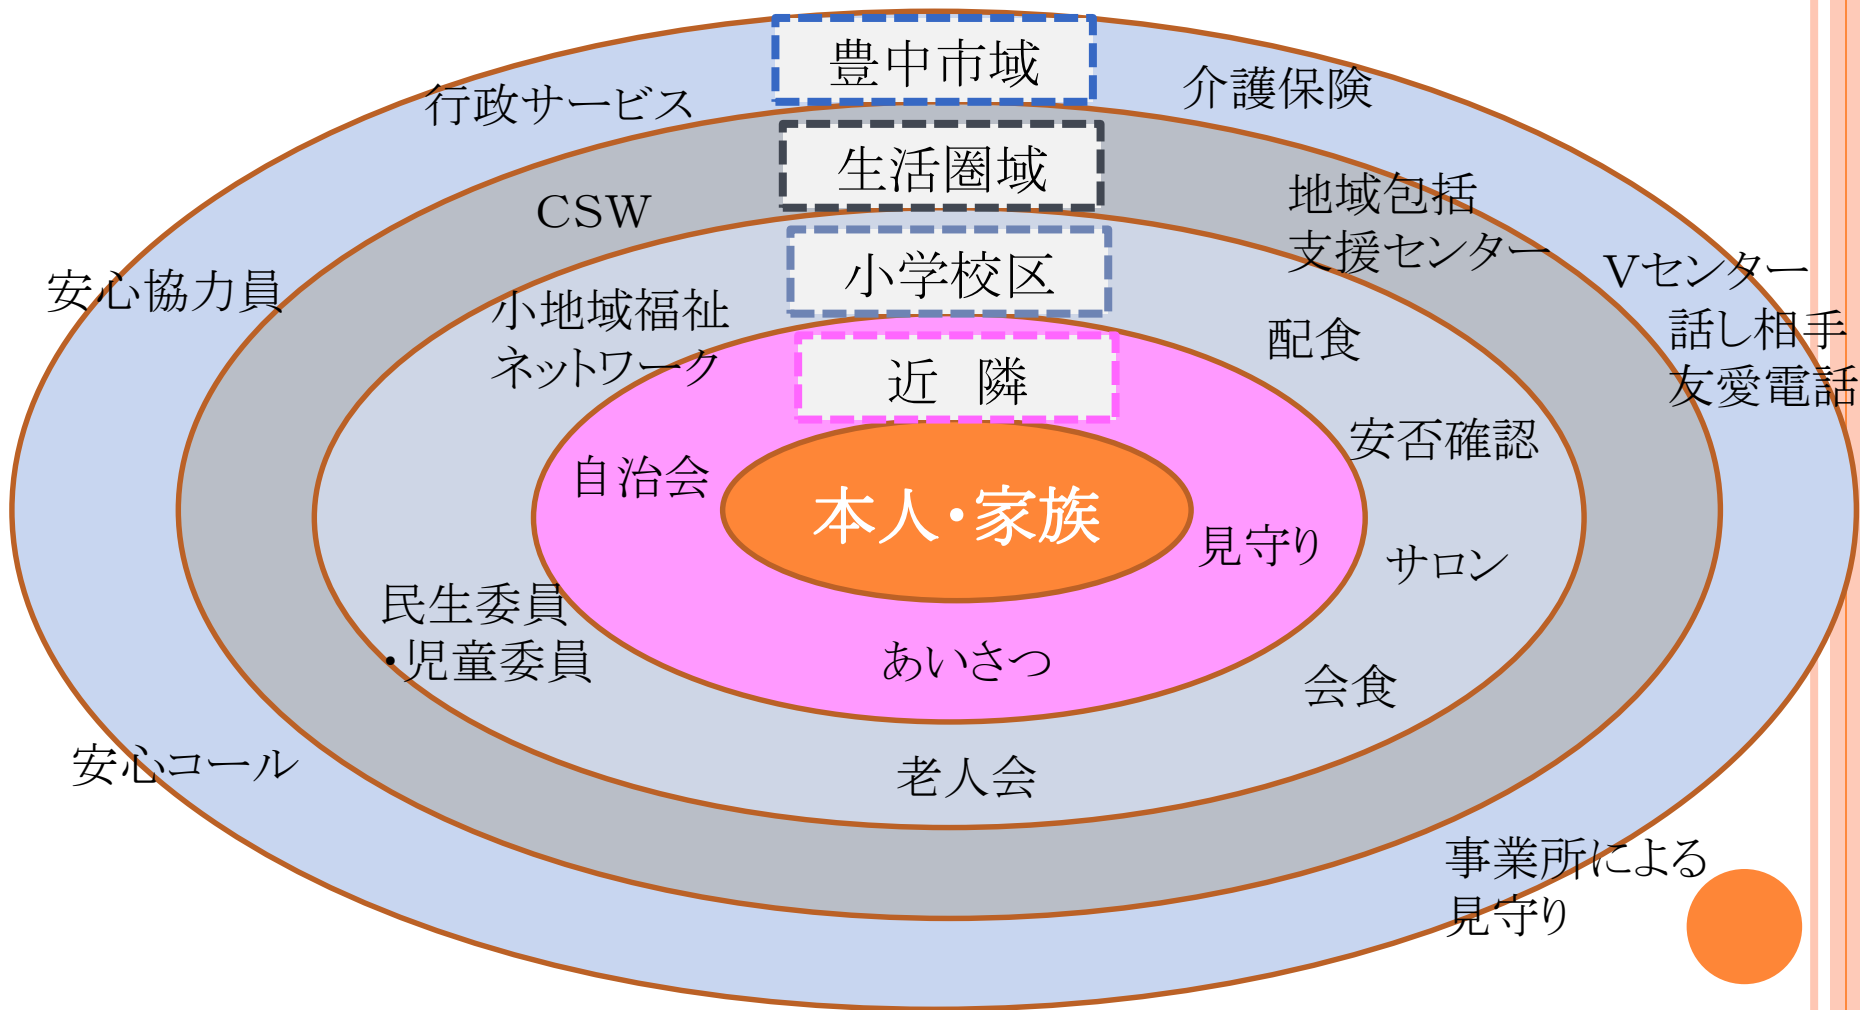 豊中市域
行政サービス
介護保険
生活圏域
CSW
地域包括
支援センター
安心協力員
Vセンター
話し相手
友愛電話
小学校区
小地域福祉
ネットワーク
配食
近　隣
安否確認
自治会
本人・家族
見守り
サロン
民生委員
・児童委員
あいさつ
会食
安心コール
老人会
事業所による
見守り